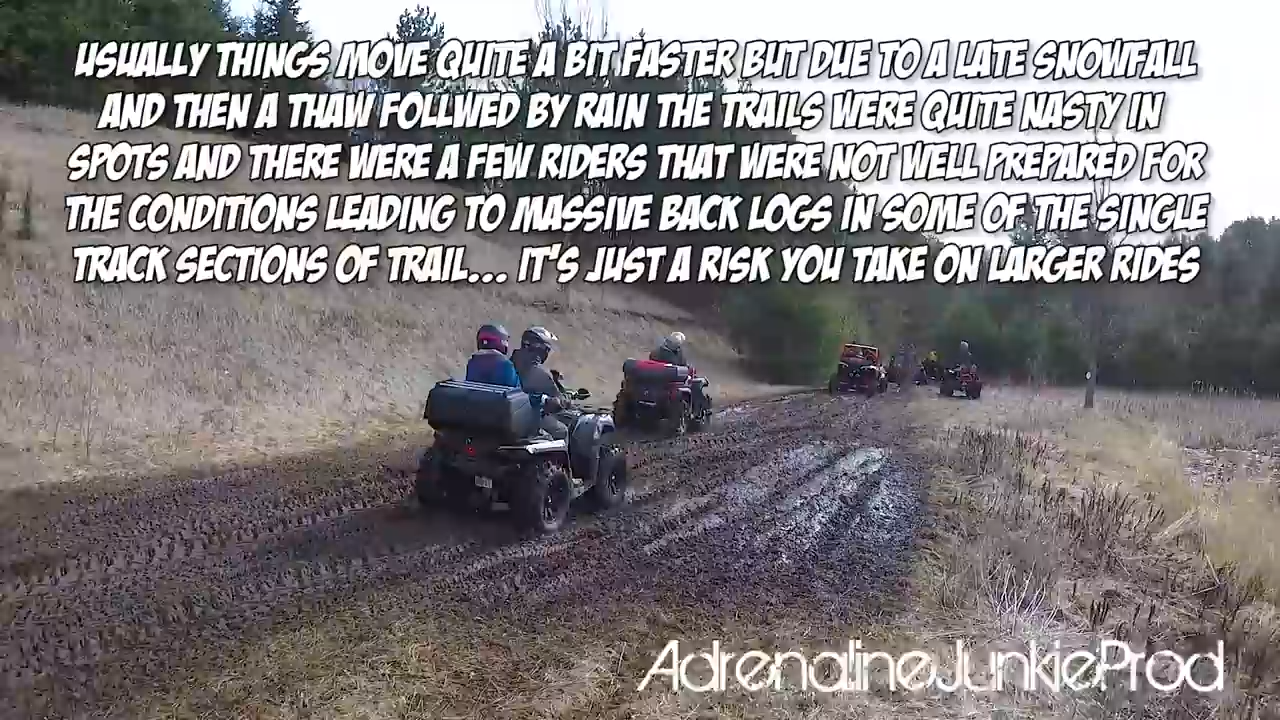 USUALLY THINGS MOVE QUITE A BIT FASTER BUT DUE TO A LATE SNOWFALL
AND THEN A THAW FOLLWED BY RAIN THE TRAILS WERE QUITE NASTY IN
SPOTS AND THERE WERE A FEW RIDERS THAT WERE NOT WELL PREPARED FOR
THE CONDITIONS LEADING TO MASSIVE BACK LOGS IN SOME OF THE SINGLE
TRACK SECTIONS OF TRAIL... IT'S JUST A RISK YOU TAKE ON LARGER RIDES
AdrenalineJunkieProd